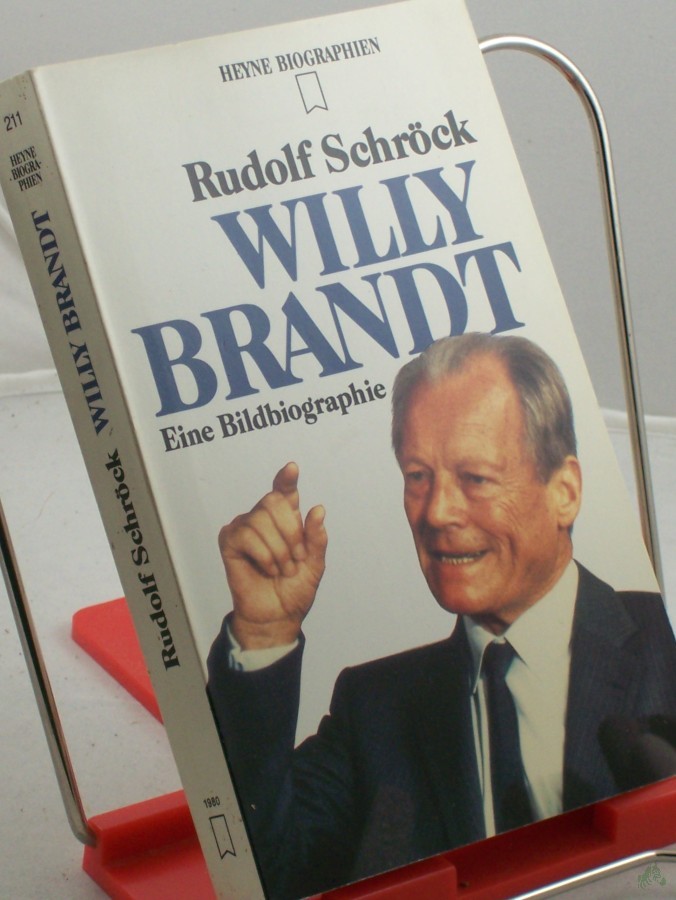 HEYNE BIOGRAPHIEN
Rudolf Schröck
WILLY
BRANDT
Eine Bildbiographie
211
HEYNE
BIOGRA-
PHIEN
Rudolf Schröck WILLY BRANDT
1980